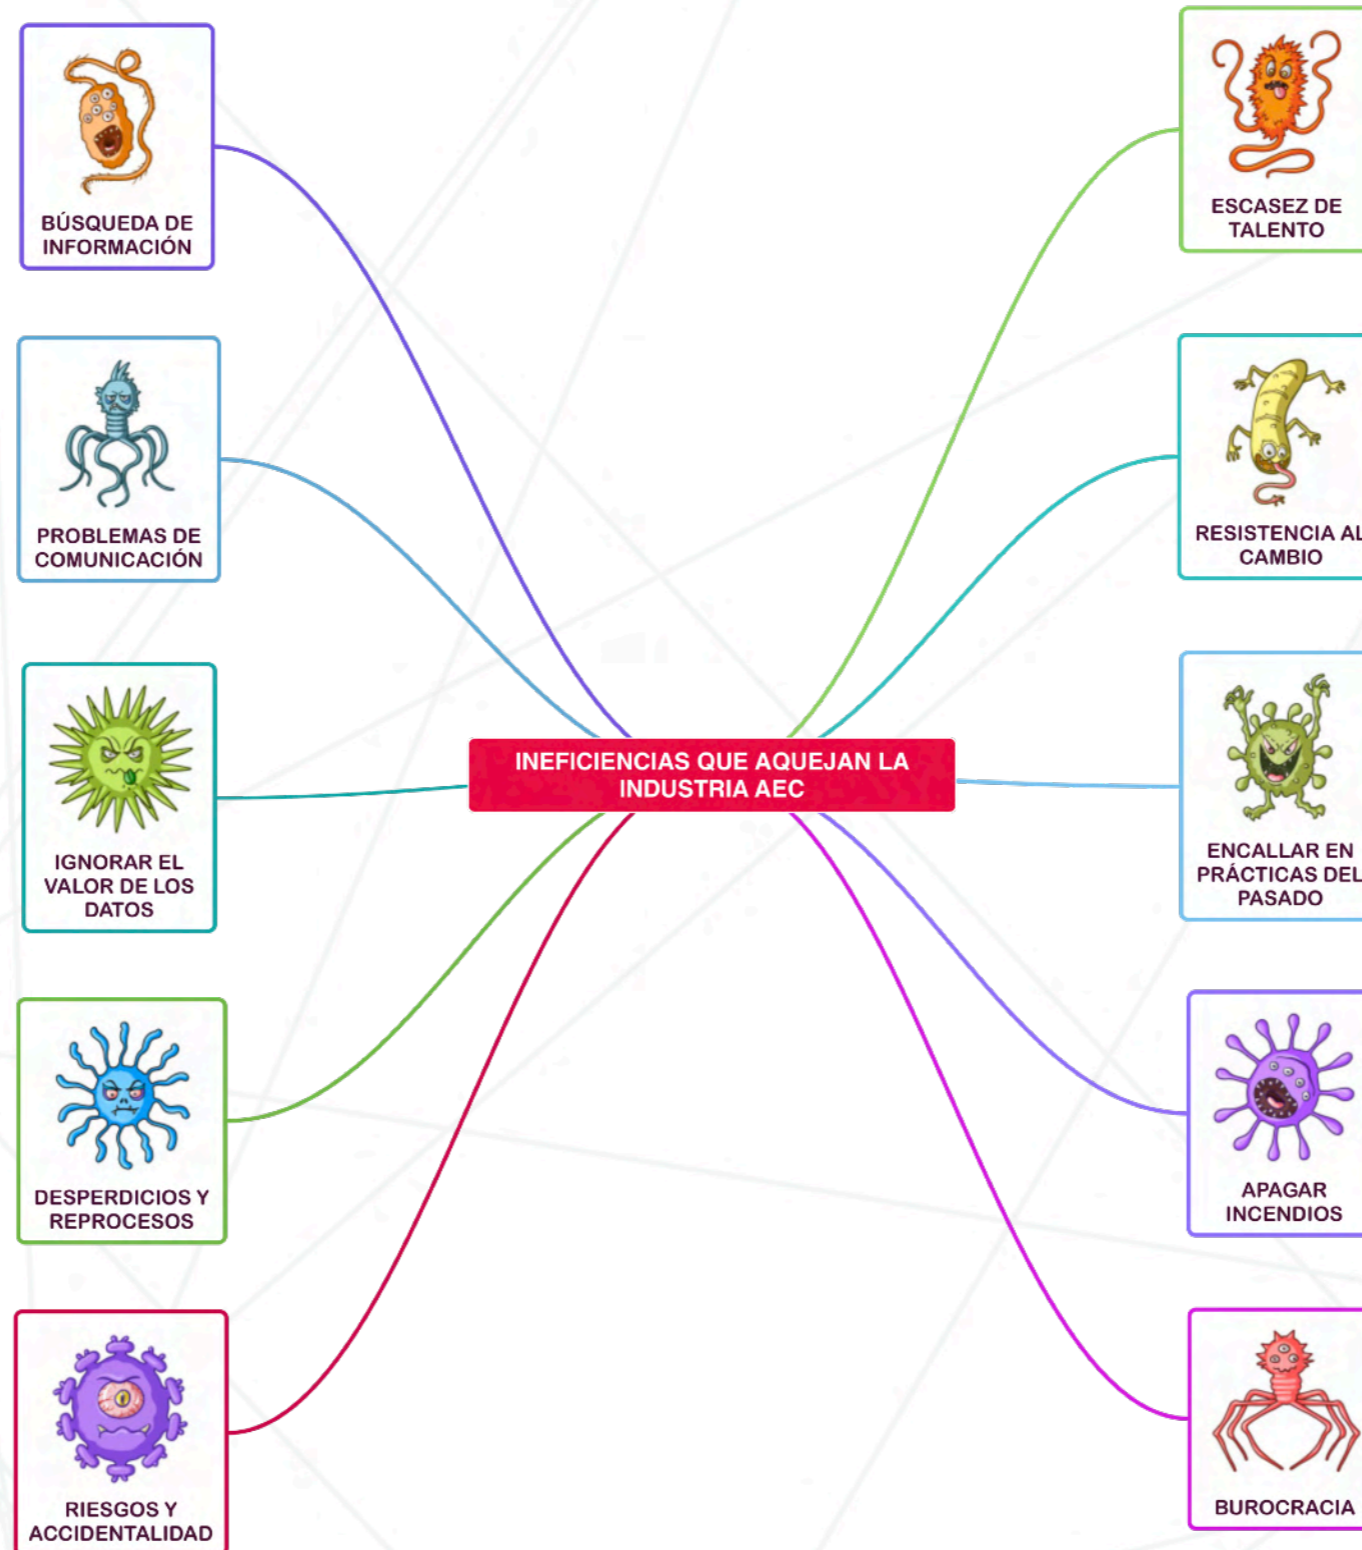 BÚSQUEDA DE
INFORMACIÓN
PROBLEMAS DE
COMUNICACIÓN
IGNORAR EL
VALOR DE LOS
DATOS
DESPERDICIOS Y
REPROCESOS
RIESGOS Y
ACCIDENTALIDAD
INEFICIENCIAS QUE AQUEJAN LA
INDUSTRIA AEC
ESCASEZ DE
TALENTO
RESISTENCIA AL
CAMBIO
ENCALLAR EN
PRÁCTICAS DEL
PASADO
APAGAR
INCENDIOS
BUROCRACIA